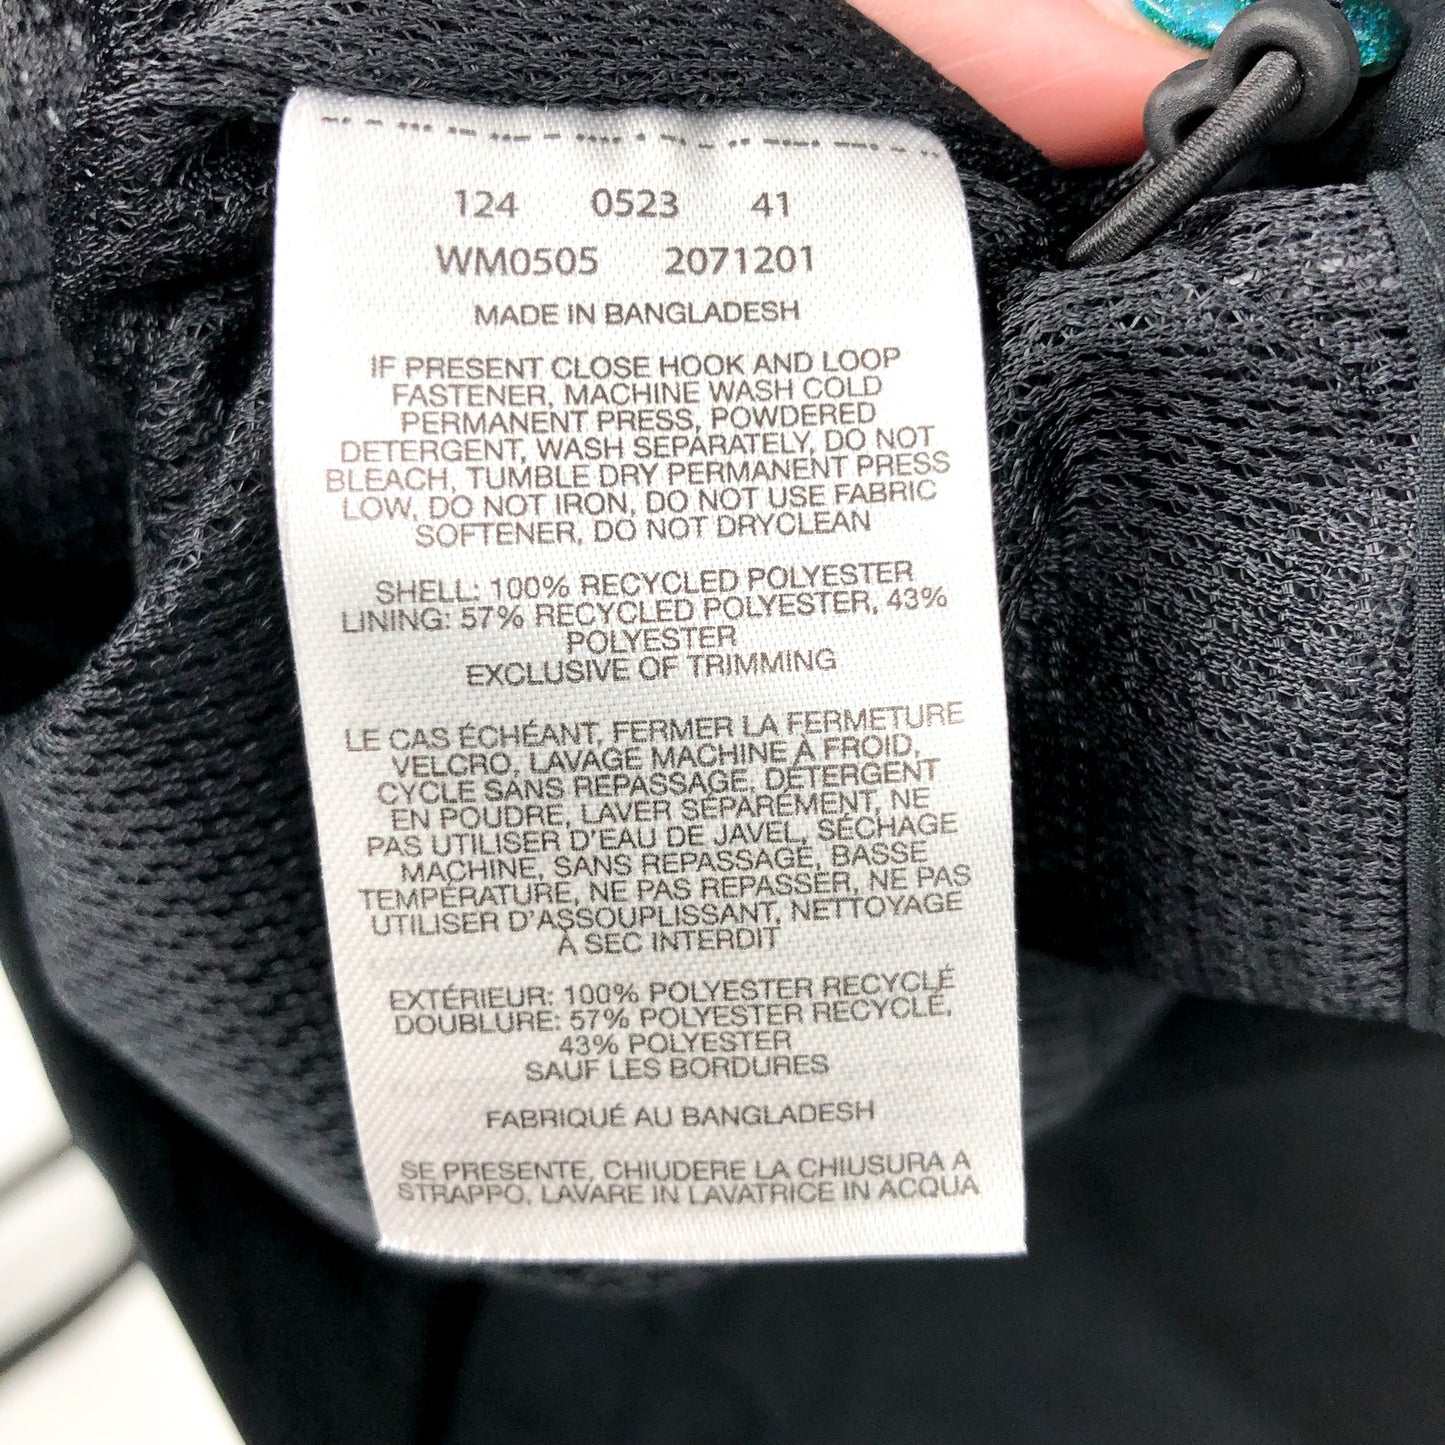 124 0523 41
WM0505 2071201
MADE IN BANGLADESH
IF PRESENT CLOSE HOOK AND LOOP
FASTENER, MACHINE WASH COLD
PERMANENT PRESS, POWDERED
DETERGENT, WASH SEPARATELY, DO NOT
BLEACH, TUMBLE DRY PERMANENT PRESS
LOW, DO NOT IRON, DO NOT USE FABRIC
SOFTENER, DO NOT DRYCLEAN
SHELL: 100% RECYCLED POLYESTER
LINING: 57% RECYCLED POLYESTER, 43%
POLYESTER
EXCLUSIVE OF TRIMMING
LE CAS ÉCHÉANT, FERMER LA FERMETURE
VELCRO, LAVAGE MACHINE À FROID,
CYCLE SANS REPASSAGE, DÉTERGENT
EN POUDRE, LAVER SÉPARÉMENT, NE
PAS UTILISER D'EAU DE JAVEL, SÉCHAGE
MACHINE, SANS REPASSAGE, BASSE
TEMPÉRATURE, NE PAS REPASSER, NE PAS
UTILISER D'ASSOUPLISSANT, NETTOYAGE
À SEC INTERDIT
EXTÉRIEUR: 100% POLYESTER RECYCLÉ
DOUBLURE: 57% POLYESTER RECYCLÉ,
43% POLYESTER
SAUF LES BORDURES
FABRIQUÉ AU BANGLADESH
SE PRESENTE, CHIUDERE LA CHIUSURA A
STRAPPO, LAVARE IN LAVATRICE IN ACQUA